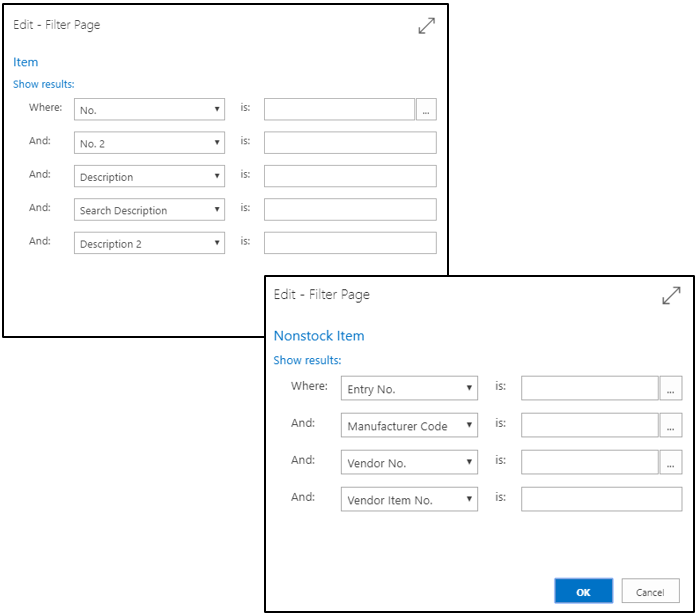 Edit - Filter Page
Item
Show results:
Where: No. is: ...
And: No. 2 is:
And: Description is:
And: Search Description is:
And: Description 2 is:
Edit - Filter Page
Nonstock Item
Show results:
Where: Entry No. is: ...
And: Manufacturer Code is: ...
And: Vendor No. is: ...
And: Vendor Item No. is:
OK Cancel